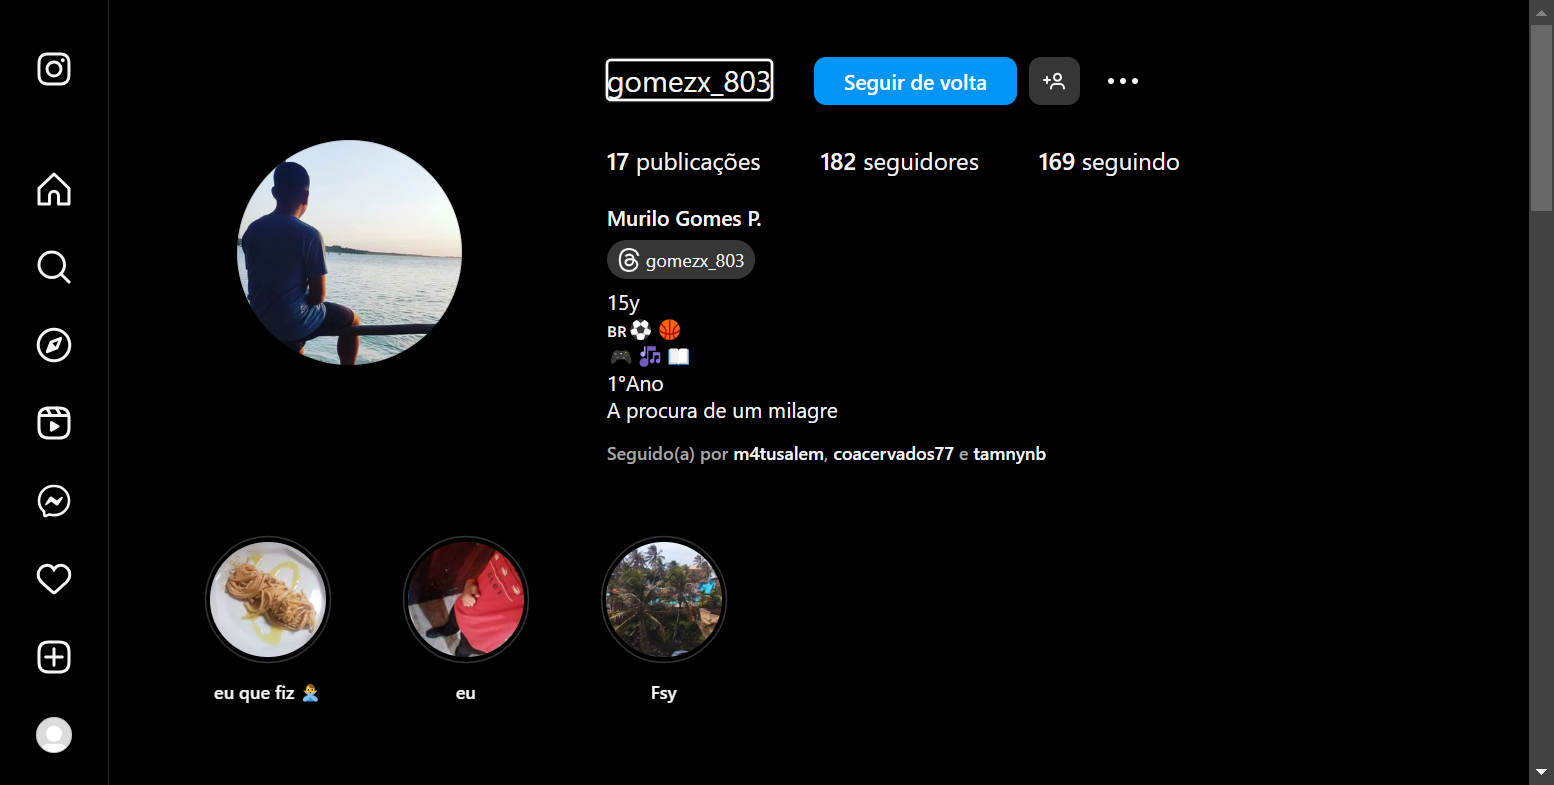 gomezx_803
Seguir de volta
17 publicações
182 seguidores
169 seguindo
Murilo Gomes P.
gomezx_803
15y
BR⚽ 🏀
🎮 🎵 📖
1°Ano
A procura de um milagre
Seguido(a) por m4tusalem, coacervados77 e tamnynb
eu que fiz
eu
Fsy